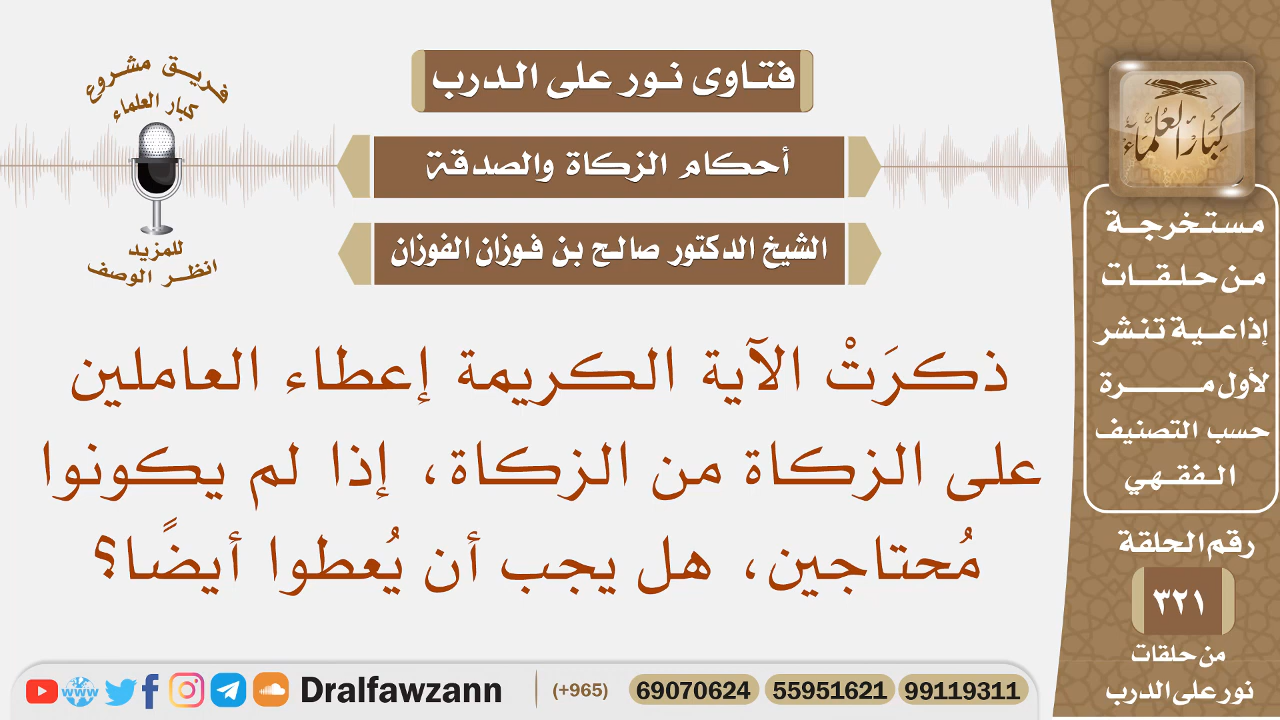 فتاوى نور على الدرب
أحكام الزكاة والصدقة
الشيخ الدكتور صالح بن فوزان الفوزان
فريق مشروع
كبار العلماء
للمزيد
انظر الوصف
ذكرَتْ الآية الكريمة إعطاء العاملين
على الزكاة من الزكاة، إذا لم يكونوا
مُحتاجين، هل يجب أن يُعطوا أيضًا؟
كبار العلماء
مستخرجة
من حلقات
إذاعية تنشر
لأول مرة
حسب التصنيف
الفقهي
رقم الحلقة
٣٢١
من حلقات
نور على الدرب
www Dralfawzann (+965) 69070624 55951621 99119311